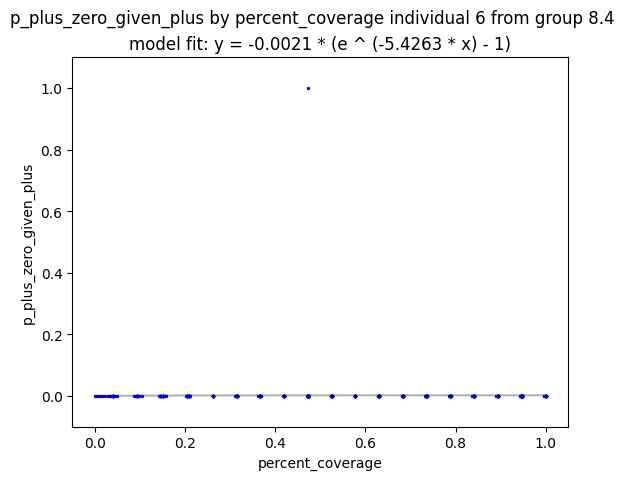 p_plus_zero_given_plus by percent_coverage individual 6 from group 8.4
model fit: y = -0.0021 * (e ^ (-5.4263 * x) - 1)
1.0
0.8
0.6
0.4
0.2
0.0
p_plus_zero_given_plus
0.0 0.2 0.4 0.6 0.8 1.0
percent_coverage